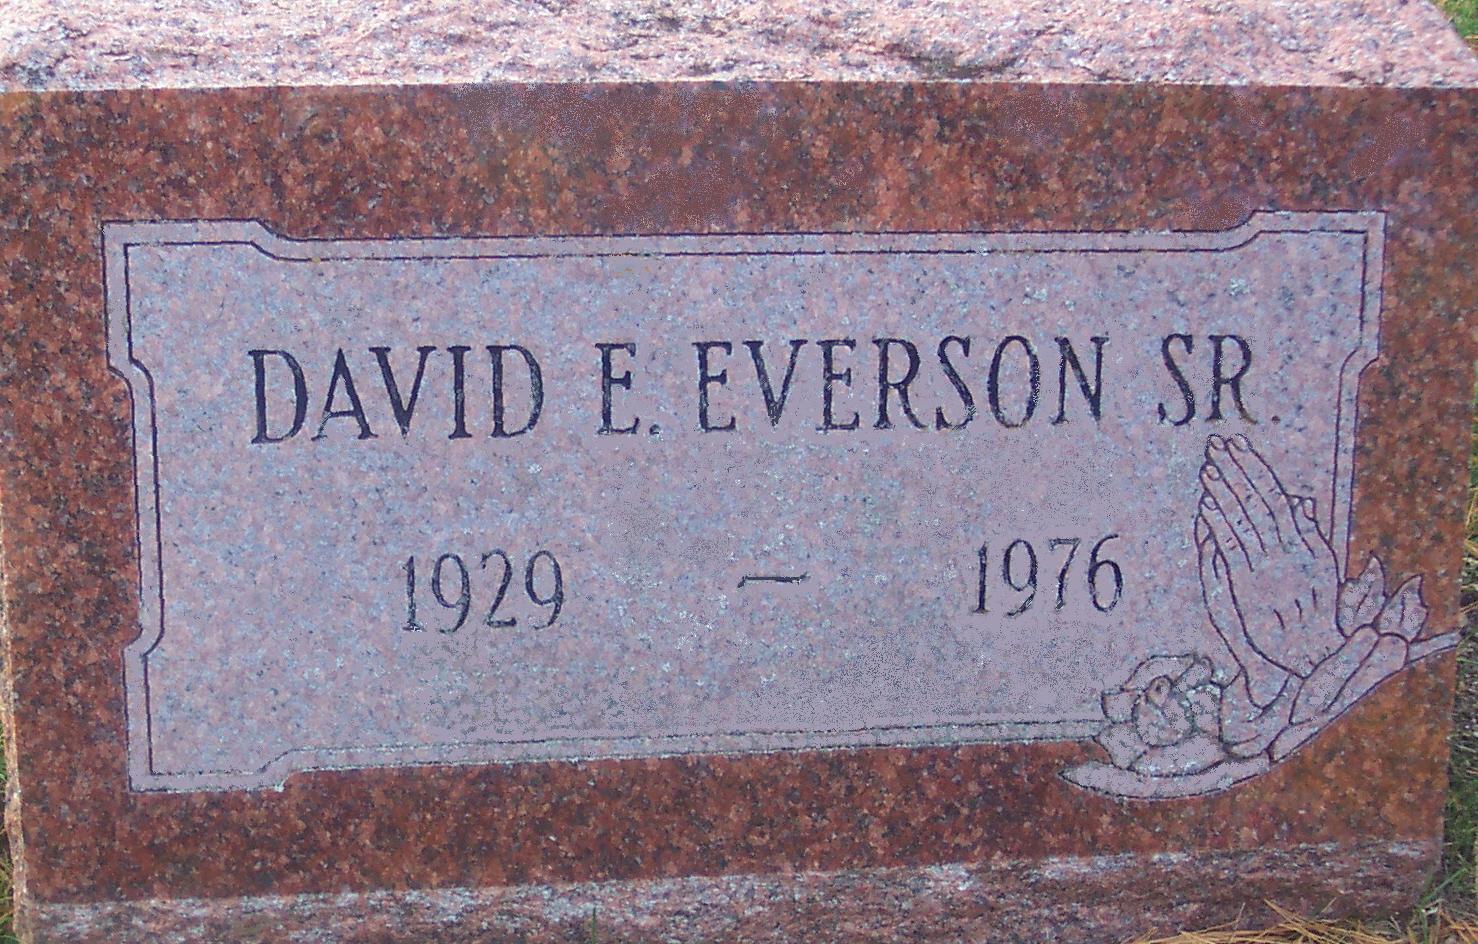 DAVID E. EVERSON SR.
1929 – 1976